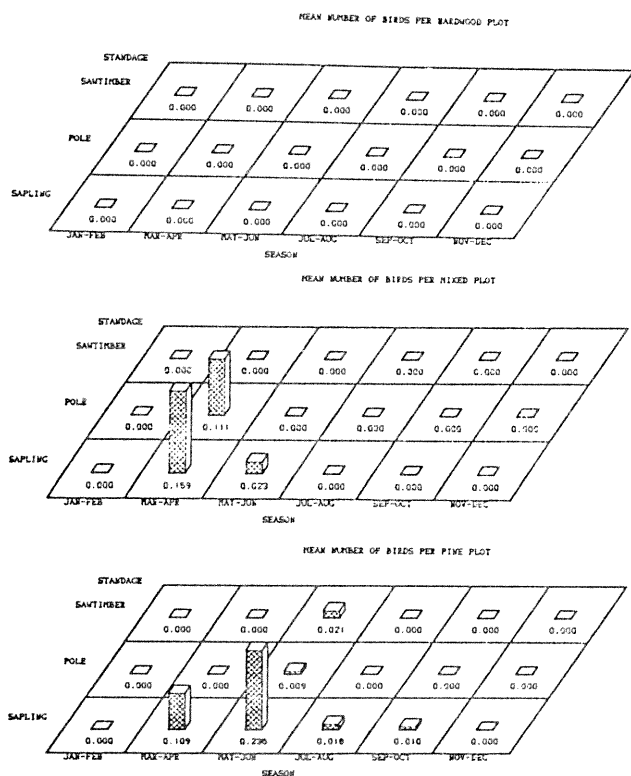 MEAN NUMBER OF BIRDS PER HARDWOOD PLOT
STANDAGE
SAWTIMBER
0.000 0.000 0.000 0.000 0.000 0.000
POLE
0.000 0.000 0.000 0.000 0.000 0.000
SAPLING
0.000 0.000 0.000 0.000 0.000 0.000
JAN-FEB MAR-APR MAY-JUN JUL-AUG SEP-OCT NOV-DEC
SEASON
MEAN NUMBER OF BIRDS PER MIXED PLOT
STANDAGE
SAWTIMBER
0.000 0.000 0.000 0.000 0.000 0.000
POLE
0.000 0.111 0.000 0.000 0.000 0.000
SAPLING
0.000 0.159 0.023 0.000 0.000 0.000
JAN-FEB MAR-APR MAY-JUN JUL-AUG SEP-OCT NOV-DEC
SEASON
MEAN NUMBER OF BIRDS PER PINE PLOT
STANDAGE
SAWTIMBER
0.000 0.000 0.021 0.000 0.000 0.000
POLE
0.000 0.000 0.009 0.000 0.000 0.000
SAPLING
0.000 0.109 0.016 0.010 0.000
JAN-FEB MAR-APR MAY-JUN JUL-AUG SEP-OCT NOV-DEC
SEASON